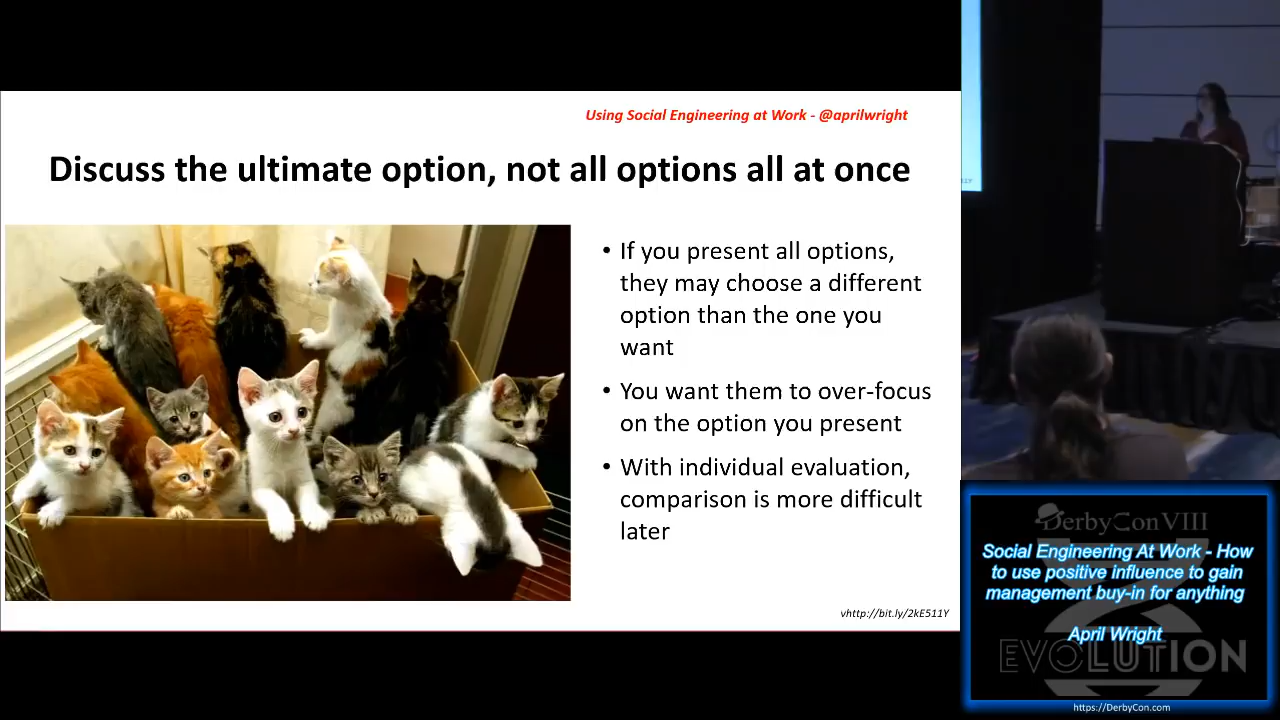 Using Social Engineering at Work - @aprilwright
Discuss the ultimate option, not all options all at once
• If you present all options,
they may choose a different
option than the one you
want
• You want them to over-focus
on the option you present
• With individual evaluation,
comparison is more difficult
later
vhttp://bit.ly/2kE511Y
DerbyCon VIII
Social Engineering At Work - How
to use positive influence to gain
management buy-in for anything
April Wright
EVOLUTION
https://DerbyCom.com